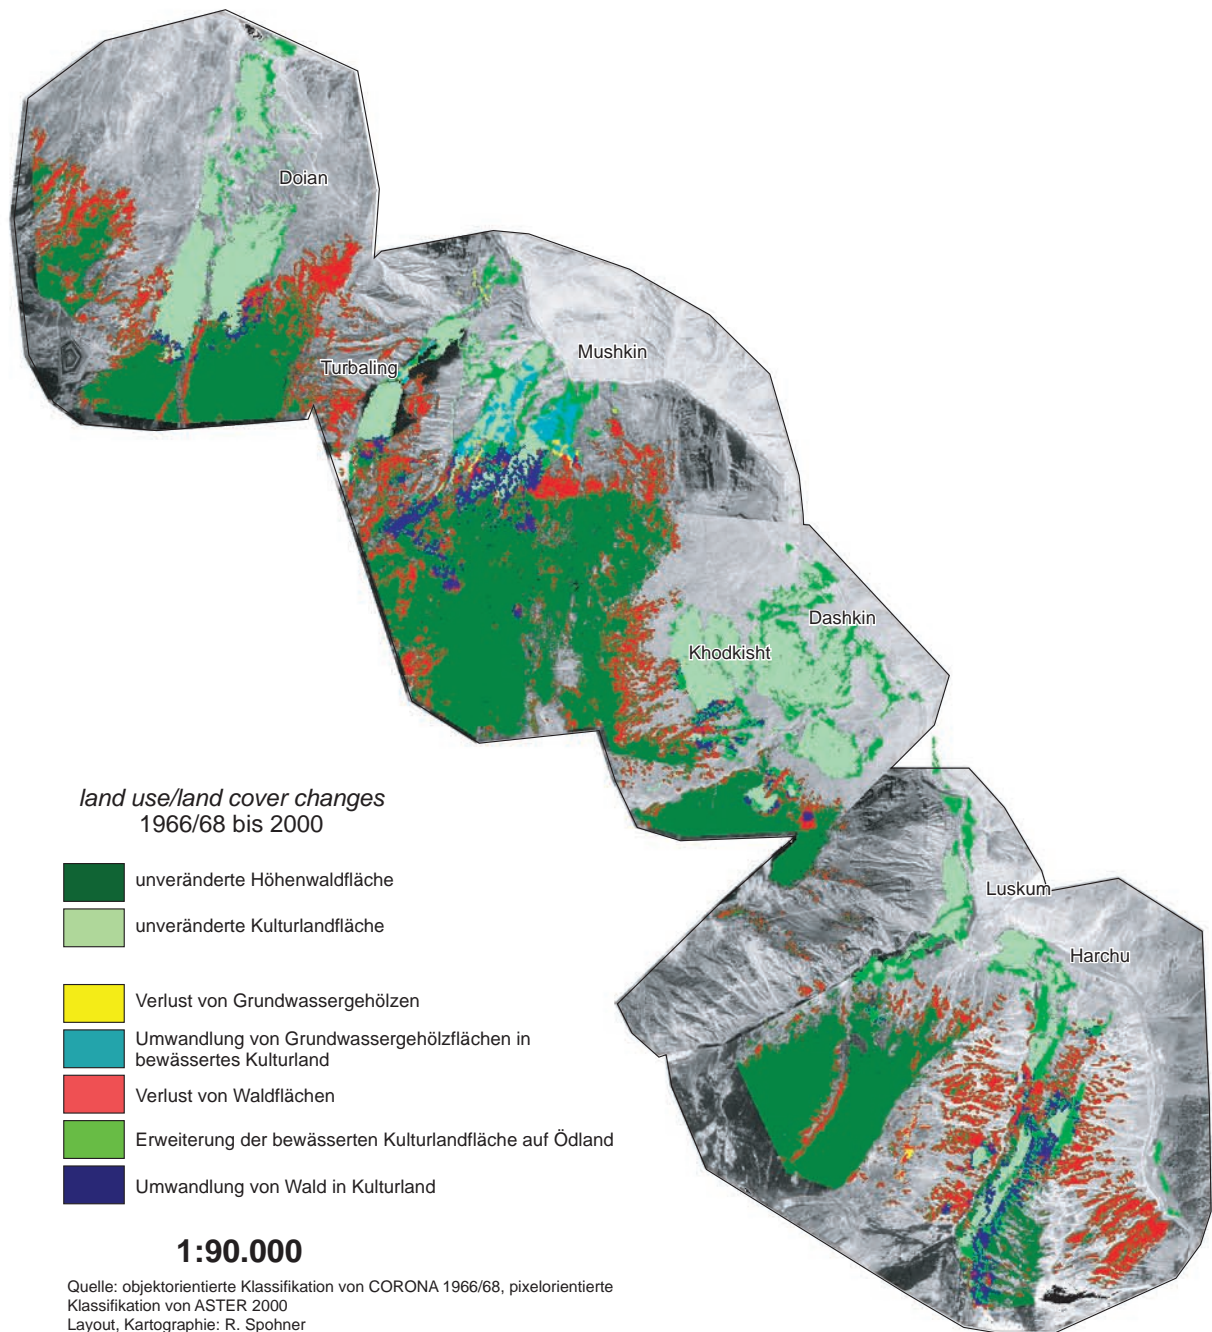 Doian
Mushkin
Turbaling
Dashkin
Khodkisht
Luskum
Harchu
land use/land cover changes
1966/68 bis 2000
unveränderte Höhenwaldfläche
unveränderte Kulturlandfläche
Verlust von Grundwassergehölzen
Umwandlung von Grundwassergehölzflächen in
bewässertes Kulturland
Verlust von Waldflächen
Erweiterung der bewässerten Kulturlandfläche auf Ödland
Umwandlung von Wald in Kulturland
1:90.000
Quelle: objektorientierte Klassifikation von CORONA 1966/68, pixelorientierte
Klassifikation von ASTER 2000
Layout, Kartographie: R. Spohner